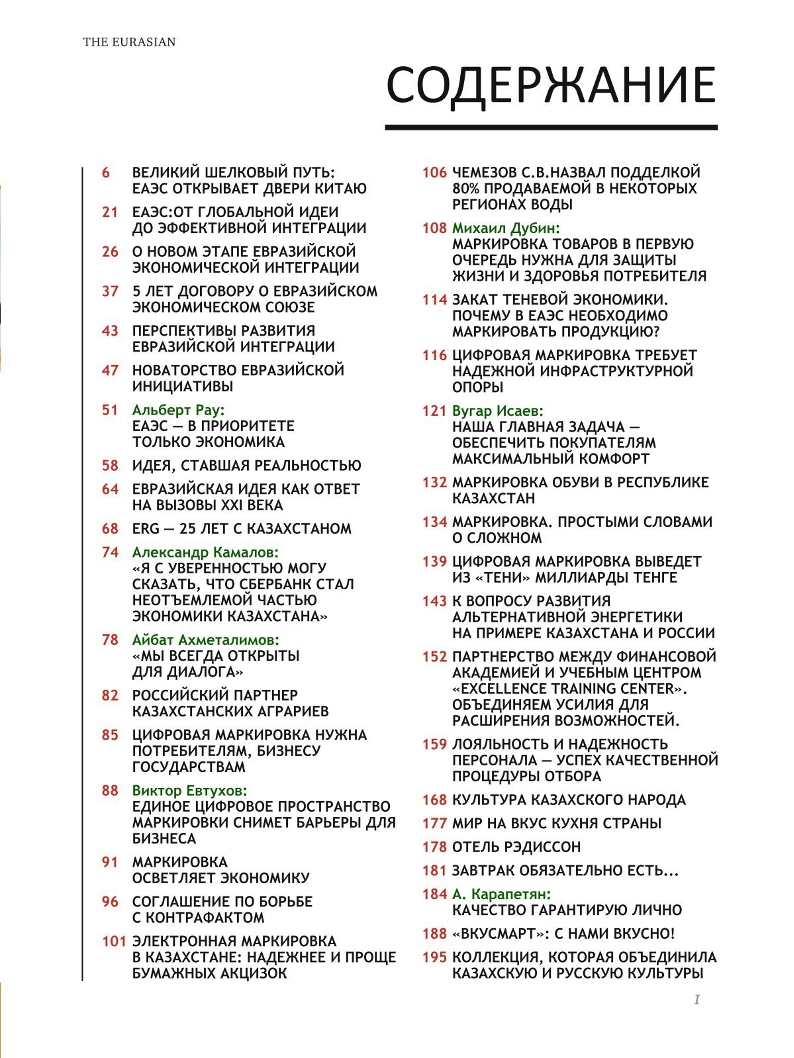 THE EURASIAN
СОДЕРЖАНИЕ
6 ВЕЛИКИЙ ШЕЛКОВЫЙ ПУТЬ:
ЕАЭС ОТКРЫВАЕТ ДВЕРИ КИТАЮ
21 ЕАЭС:ОТ ГЛОБАЛЬНОЙ ИДЕИ
ДО ЭФФЕКТИВНОЙ ИНТЕГРАЦИИ
26 О НОВОМ ЭТАПЕ ЕВРАЗИЙСКОЙ
ЭКОНОМИЧЕСКОЙ ИНТЕГРАЦИИ
37 5 ЛЕТ ДОГОВОРУ О ЕВРАЗИЙСКОМ
ЭКОНОМИЧЕСКОМ СОЮЗЕ
43 ПЕРСПЕКТИВЫ РАЗВИТИЯ
ЕВРАЗИЙСКОЙ ИНТЕГРАЦИИ
47 НОВАТОРСТВО ЕВРАЗИЙСКОЙ
ИНИЦИАТИВЫ
51 Альберт Рау:
ЕАЭС — В ПРИОРИТЕТЕ
ТОЛЬКО ЭКОНОМИКА
58 ИДЕЯ, СТАВШАЯ РЕАЛЬНОСТЬЮ
64 ЕВРАЗИЙСКАЯ ИДЕЯ КАК ОТВЕТ
НА ВЫЗОВЫ XXI ВЕКА
68 ERG — 25 ЛЕТ С КАЗАХСТАНОМ
74 Александр Камалов:
«Я С УВЕРЕННОСТЬЮ МОГУ
СКАЗАТЬ, ЧТО СБЕРБАНК СТАЛ
НЕОТЪЕМЛЕМОЙ ЧАСТЬЮ
ЭКОНОМИКИ КАЗАХСТАНА»
78 Айбат Ахметалимов:
«МЫ ВСЕГДА ОТКРЫТЫ
ДЛЯ ДИАЛОГА»
82 РОССИЙСКИЙ ПАРТНЕР
КАЗАХСТАНСКИХ АГРАРИЕВ
85 ЦИФРОВАЯ МАРКИРОВКА НУЖНА
ПОТРЕБИТЕЛЯМ, БИЗНЕСУ
ГОСУДАРСТВАМ
88 Виктор Евтухов:
ЕДИНОЕ ЦИФРОВОЕ ПРОСТРАНСТВО
МАРКИРОВКИ СНИМЕТ БАРЬЕРЫ ДЛЯ
БИЗНЕСА
91 МАРКИРОВКА
ОСВЕТЛЯЕТ ЭКОНОМИКУ
96 СОГЛАШЕНИЕ ПО БОРЬБЕ
С КОНТРАФАКТОМ
101 ЭЛЕКТРОННАЯ МАРКИРОВКА
В КАЗАХСТАНЕ: НАДЕЖНЕЕ И ПРОЩЕ
БУМАЖНЫХ АКЦИЗОК
106 ЧЕМЕЗОВ С.В.НАЗВАЛ ПОДДЕЛКОЙ
80% ПРОДАВАЕМОЙ В НЕКОТОРЫХ
РЕГИОНАХ ВОДЫ
108 Михаил Дубин:
МАРКИРОВКА ТОВАРОВ В ПЕРВУЮ
ОЧЕРЕДЬ НУЖНА ДЛЯ ЗАЩИТЫ
ЖИЗНИ И ЗДОРОВЬЯ ПОТРЕБИТЕЛЯ
114 ЗАКАТ ТЕНЕВОЙ ЭКОНОМИКИ.
ПОЧЕМУ В ЕАЭС НЕОБХОДИМО
МАРКИРОВАТЬ ПРОДУКЦИЮ?
116 ЦИФРОВАЯ МАРКИРОВКА ТРЕБУЕТ
НАДЕЖНОЙ ИНФРАСТРУКТУРНОЙ
ОПОРЫ
121 Вугар Исаев:
НАША ГЛАВНАЯ ЗАДАЧА —
ОБЕСПЕЧИТЬ ПОКУПАТЕЛЯМ
МАКСИМАЛЬНЫЙ КОМФОРТ
132 МАРКИРОВКА ОБУВИ В РЕСПУБЛИКЕ
КАЗАХСТАН
134 МАРКИРОВКА. ПРОСТЫМИ СЛОВАМИ
О СЛОЖНОМ
139 ЦИФРОВАЯ МАРКИРОВКА ВЫВЕДЕТ
ИЗ «ТЕНИ» МИЛЛИАРДЫ ТЕНГЕ
143 К ВОПРОСУ РАЗВИТИЯ
АЛЬТЕРНАТИВНОЙ ЭНЕРГЕТИКИ
НА ПРИМЕРЕ КАЗАХСТАНА И РОССИИ
152 ПАРТНЕРСТВО МЕЖДУ ФИНАНСОВОЙ
АКАДЕМИЕЙ И УЧЕБНЫМ ЦЕНТРОМ
«EXCELLENCE TRAINING CENTER».
ОБЪЕДИНЯЕМ УСИЛИЯ ДЛЯ
РАСШИРЕНИЯ ВОЗМОЖНОСТЕЙ.
159 ЛОЯЛЬНОСТЬ И НАДЕЖНОСТЬ
ПЕРСОНАЛА — УСПЕХ КАЧЕСТВЕННОЙ
ПРОЦЕДУРЫ ОТБОРА
168 КУЛЬТУРА КАЗАХСКОГО НАРОДА
177 МИР НА ВКУС КУХНЯ СТРАНЫ
178 ОТЕЛЬ РЭДИССОН
181 ЗАВТРАК ОБЯЗАТЕЛЬНО ЕСТЬ...
184 А. Карапетян:
КАЧЕСТВО ГАРАНТИРУЮ ЛИЧНО
188 «ВКУСМАРТ»: С НАМИ ВКУСНО!
195 КОЛЛЕКЦИЯ, КОТОРАЯ ОБЪЕДИНИЛА
КАЗАХСКУЮ И РУССКУЮ КУЛЬТУРЫ
I